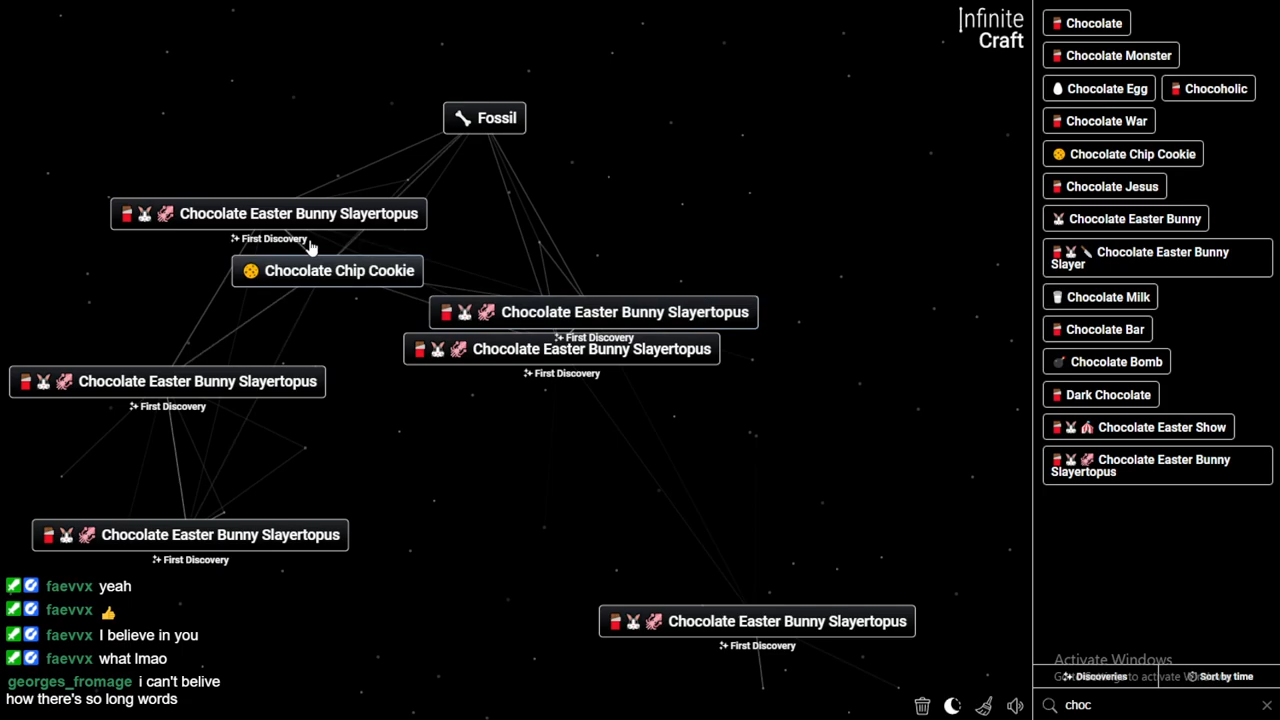 Infinite
Craft
Fossil
Chocolate Easter Bunny Slayertopus
First Discovery
Chocolate Chip Cookie
Chocolate Easter Bunny Slayertopus
First Discovery
Chocolate Easter Bunny Slayertopus
First Discovery
Chocolate Easter Bunny Slayertopus
First Discovery
Chocolate Easter Bunny Slayertopus
First Discovery
Chocolate Easter Bunny Slayertopus
First Discovery
faevvx yeah
faevvx 👍
faevvx I believe in you
faevvx what lmao
georges_fromage i can't belive
how there's so long words
Chocolate
Chocolate Monster
Chocolate Egg Chocoholic
Chocolate War
Chocolate Chip Cookie
Chocolate Jesus
Chocolate Easter Bunny
Chocolate Easter Bunny
Slayer
Chocolate Milk
Chocolate Bar
Chocolate Bomb
Dark Chocolate
Chocolate Easter Show
Chocolate Easter Bunny
Slayertopus
Activate Windows
Discoveries Sort by time
choc